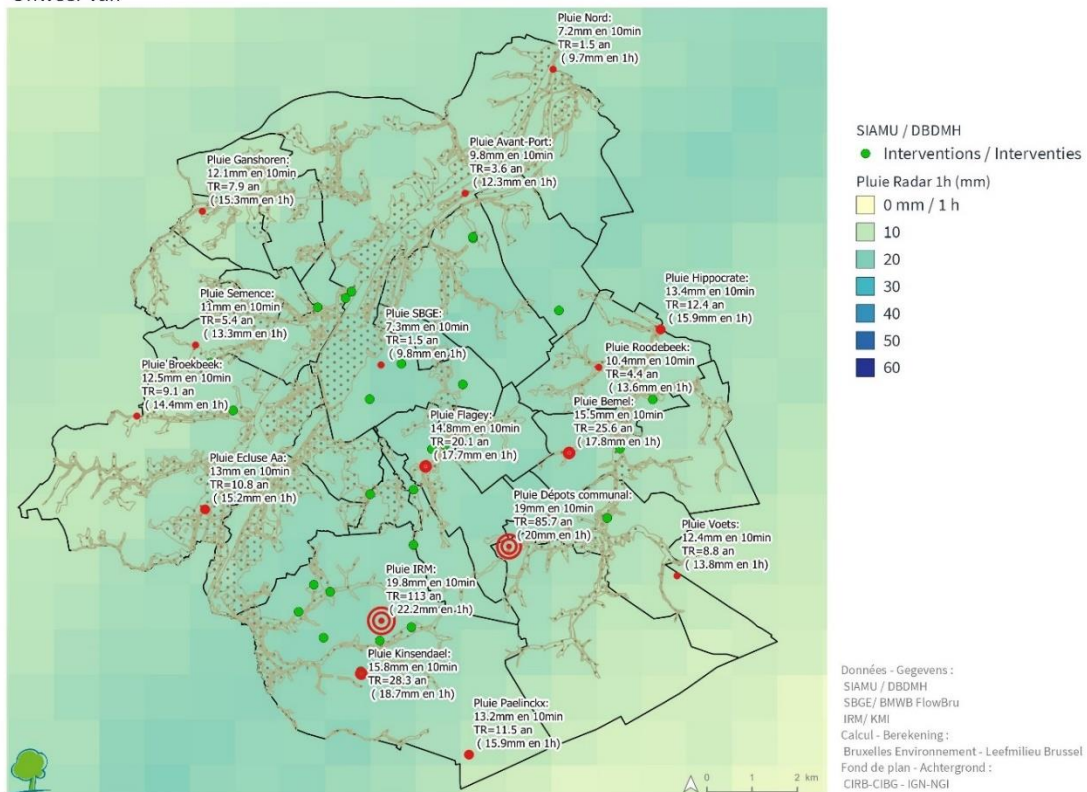 Pluie Nord:
7.2mm en 10min
TR=1.5 an
( 9.7mm en 1h)
Pluie Avant-Port:
9.8mm en 10min
TR=3.6 an
( 12.3mm en 1h)
Pluie Ganshoren:
12.1mm en 10min
TR=7.9 an
( 15.3mm en 1h)
Pluie Semence:
11mm en 10min
TR=5.4 an
( 13.3mm en 1h)
Pluie SBGE:
7.3mm en 10min
TR=1.5 an
( 9.8mm en 1h)
Pluie Hippocrate:
13.4mm en 10min
TR=12.4 an
( 15.9mm en 1h)
Pluie Roodebeek:
10.4mm en 10min
TR=4.4 an
( 13.6mm en 1h)
Pluie Broekbeek:
12.5mm en 10min
TR=9.1 an
( 14.4mm en 1h)
Pluie Bemel:
15.5mm en 10min
TR=25.6 an
( 17.8mm en 1h)
Pluie Flagey:
14.8mm en 10min
TR=20.1 an
( 17.7mm en 1h)
Pluie Ecluse Aa:
13mm en 10min
TR=10.8 an
( 15.2mm en 1h)
Pluie Dépots communal:
19mm en 10min
TR=85.7 an
( 20mm en 1h)
Pluie Voets:
12.4mm en 10min
TR=8.8 an
( 13.8mm en 1h)
Pluie IRM:
19.8mm en 10min
TR=113 an
( 22.2mm en 1h)
Pluie Kinsendael:
15.8mm en 10min
TR=28.3 an
( 18.7mm en 1h)
Pluie Paelinckx:
13.2mm en 10min
TR=11.5 an
( 15.9mm en 1h)
0 1 2 km
SIAMU / DBDMH
Interventions / Interventies
Pluie Radar 1h (mm)
0 mm / 1 h
10
20
30
40
50
60
Données - Gegevens :
SIAMU / DBDMH
SBGE/ BMWB FlowBru
IRM/ KMI
Calcul - Berekening :
Bruxelles Environnement - Leefmilieu Brussel
Fond de plan - Achtergrond :
CIRB-CIBG - IGN-NGI